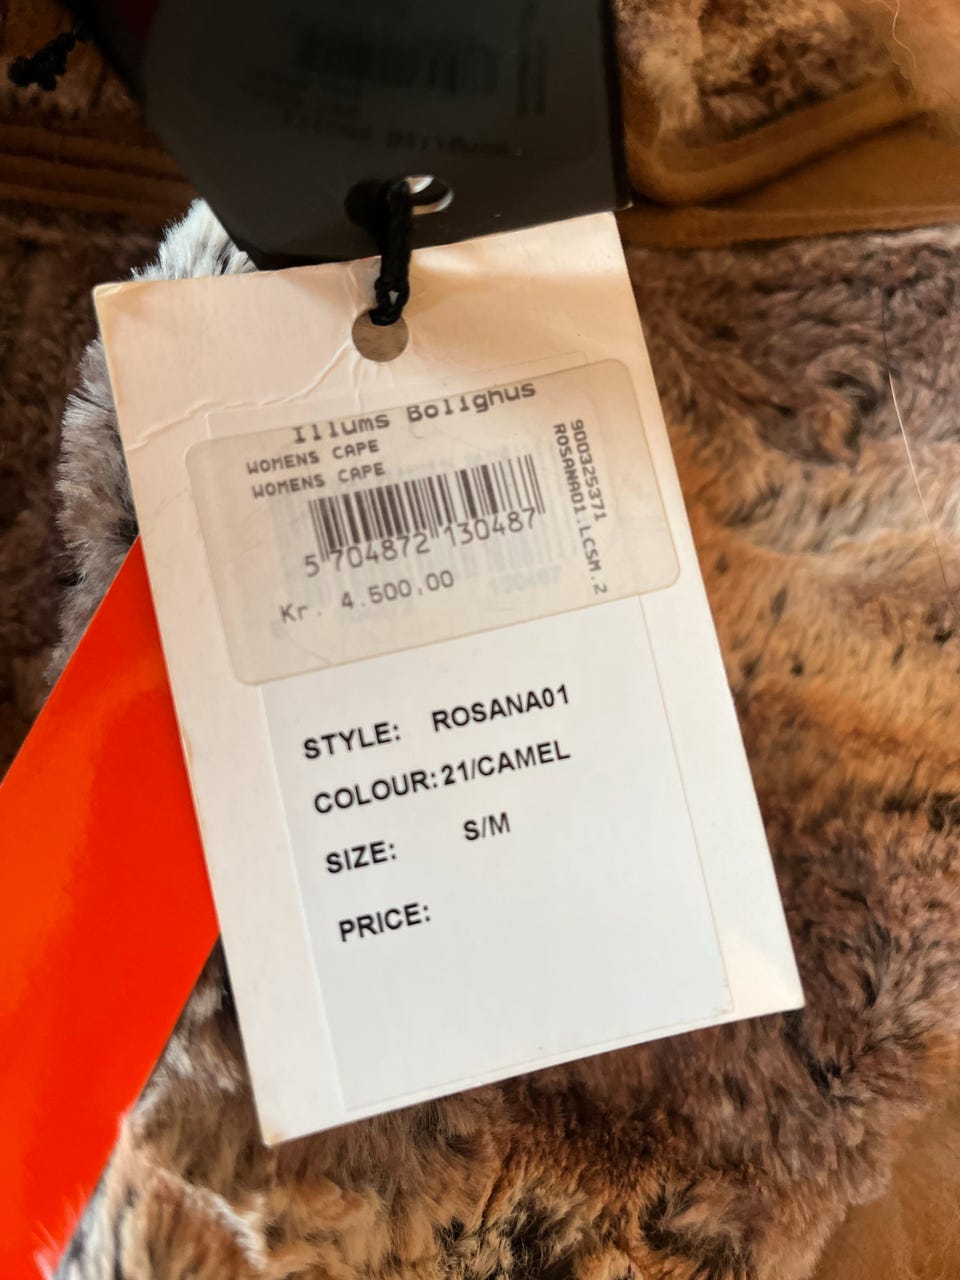 Illums Bolighus
WOMENS CAPE
WOMENS CAPE
5 704872 130487
Kr. 4.500,00
900325371
ROSANA01.LCSM.2
STYLE: ROSANA01
COLOUR: 21/CAMEL
SIZE: S/M
PRICE: